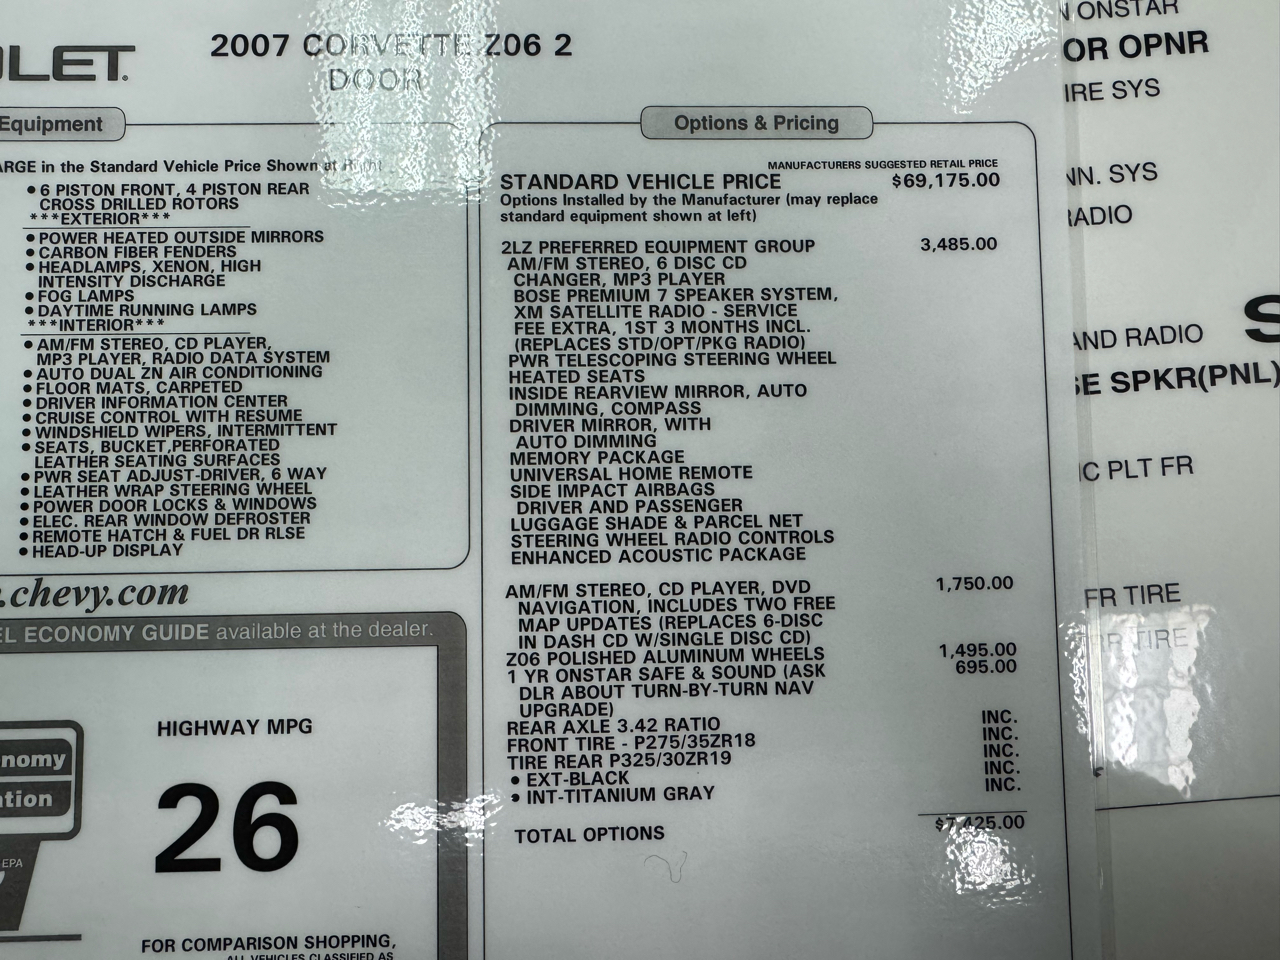 LET.
2007 CORVETTE Z06 2
DOOR
Equipment
ARGE in the Standard Vehicle Price Shown at Right
• 6 PISTON FRONT, 4 PISTON REAR
CROSS DRILLED ROTORS
***EXTERIOR***
• POWER HEATED OUTSIDE MIRRORS
• CARBON FIBER FENDERS
• HEADLAMPS, XENON, HIGH
INTENSITY DISCHARGE
• FOG LAMPS
• DAYTIME RUNNING LAMPS
***INTERIOR***
• AM/FM STEREO, CD PLAYER,
MP3 PLAYER, RADIO DATA SYSTEM
• AUTO DUAL ZN AIR CONDITIONING
• FLOOR MATS, CARPETED
• DRIVER INFORMATION CENTER
• CRUISE CONTROL WITH RESUME
• WINDSHIELD WIPERS, INTERMITTENT
• SEATS, BUCKET,PERFORATED
LEATHER SEATING SURFACES
• PWR SEAT ADJUST-DRIVER, 6 WAY
• LEATHER WRAP STEERING WHEEL
• POWER DOOR LOCKS & WINDOWS
• ELEC. REAR WINDOW DEFROSTER
• REMOTE HATCH & FUEL DR RLSE
• HEAD-UP DISPLAY
.chevy.com
EL ECONOMY GUIDE available at the dealer.
nomy
ation
EPA
HIGHWAY MPG
26
FOR COMPARISON SHOPPING,
ALL VEHICLES CLASSIFIED AS
Options & Pricing
MANUFACTURERS SUGGESTED RETAIL PRICE
STANDARD VEHICLE PRICE $69,175.00
Options Installed by the Manufacturer (may replace
standard equipment shown at left)
2LZ PREFERRED EQUIPMENT GROUP 3,485.00
AM/FM STEREO, 6 DISC CD
CHANGER, MP3 PLAYER
BOSE PREMIUM 7 SPEAKER SYSTEM,
XM SATELLITE RADIO - SERVICE
FEE EXTRA, 1ST 3 MONTHS INCL.
(REPLACES STD/OPT/PKG RADIO)
PWR TELESCOPING STEERING WHEEL
HEATED SEATS
INSIDE REARVIEW MIRROR, AUTO
DIMMING, COMPASS
DRIVER MIRROR, WITH
AUTO DIMMING
MEMORY PACKAGE
UNIVERSAL HOME REMOTE
SIDE IMPACT AIRBAGS
DRIVER AND PASSENGER
LUGGAGE SHADE & PARCEL NET
STEERING WHEEL RADIO CONTROLS
ENHANCED ACOUSTIC PACKAGE
AM/FM STEREO, CD PLAYER, DVD 1,750.00
NAVIGATION, INCLUDES TWO FREE
MAP UPDATES (REPLACES 6-DISC
IN DASH CD W/SINGLE DISC CD)
Z06 POLISHED ALUMINUM WHEELS 1,495.00
1 YR ONSTAR SAFE & SOUND (ASK 695.00
DLR ABOUT TURN-BY-TURN NAV
UPGRADE)
REAR AXLE 3.42 RATIO INC.
FRONT TIRE - P275/35ZR18 INC.
TIRE REAR P325/30ZR19 INC.
• EXT-BLACK INC.
• INT-TITANIUM GRAY INC.
TOTAL OPTIONS $7,425.00
N ONSTAR
OR OPNR
IRE SYS
NN. SYS
RADIO
S
AND RADIO
SE SPKR(PNL)
IC PLT FR
FR TIRE
RR TIRE